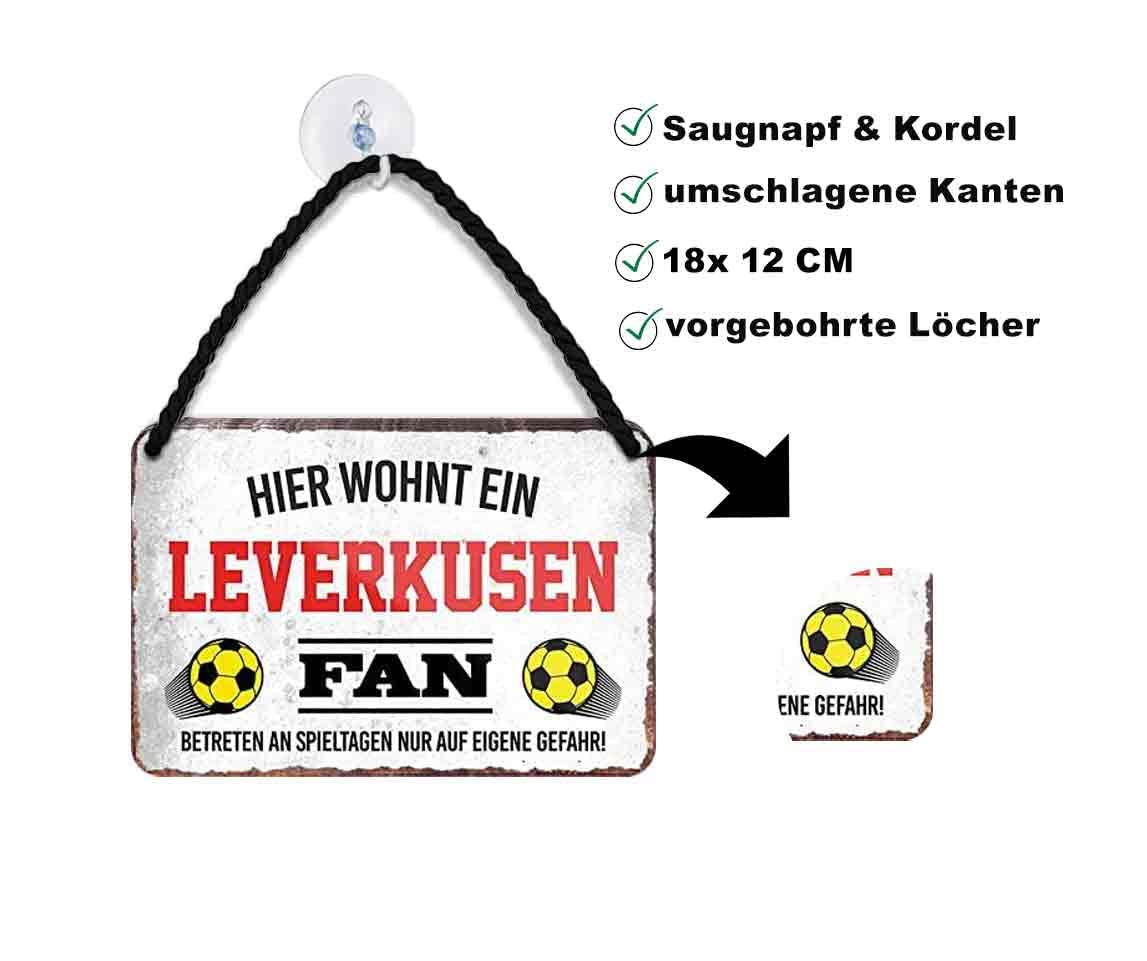 Saugnapf & Kordel
umschlagene Kanten
18x 12 CM
vorgebohrte Löcher
HIER WOHNT EIN
LEVERKUSEN
FAN
BETRETEN AN SPIELTAGEN NUR AUF EIGENE GEFAHR!
ENE GEFAHR!